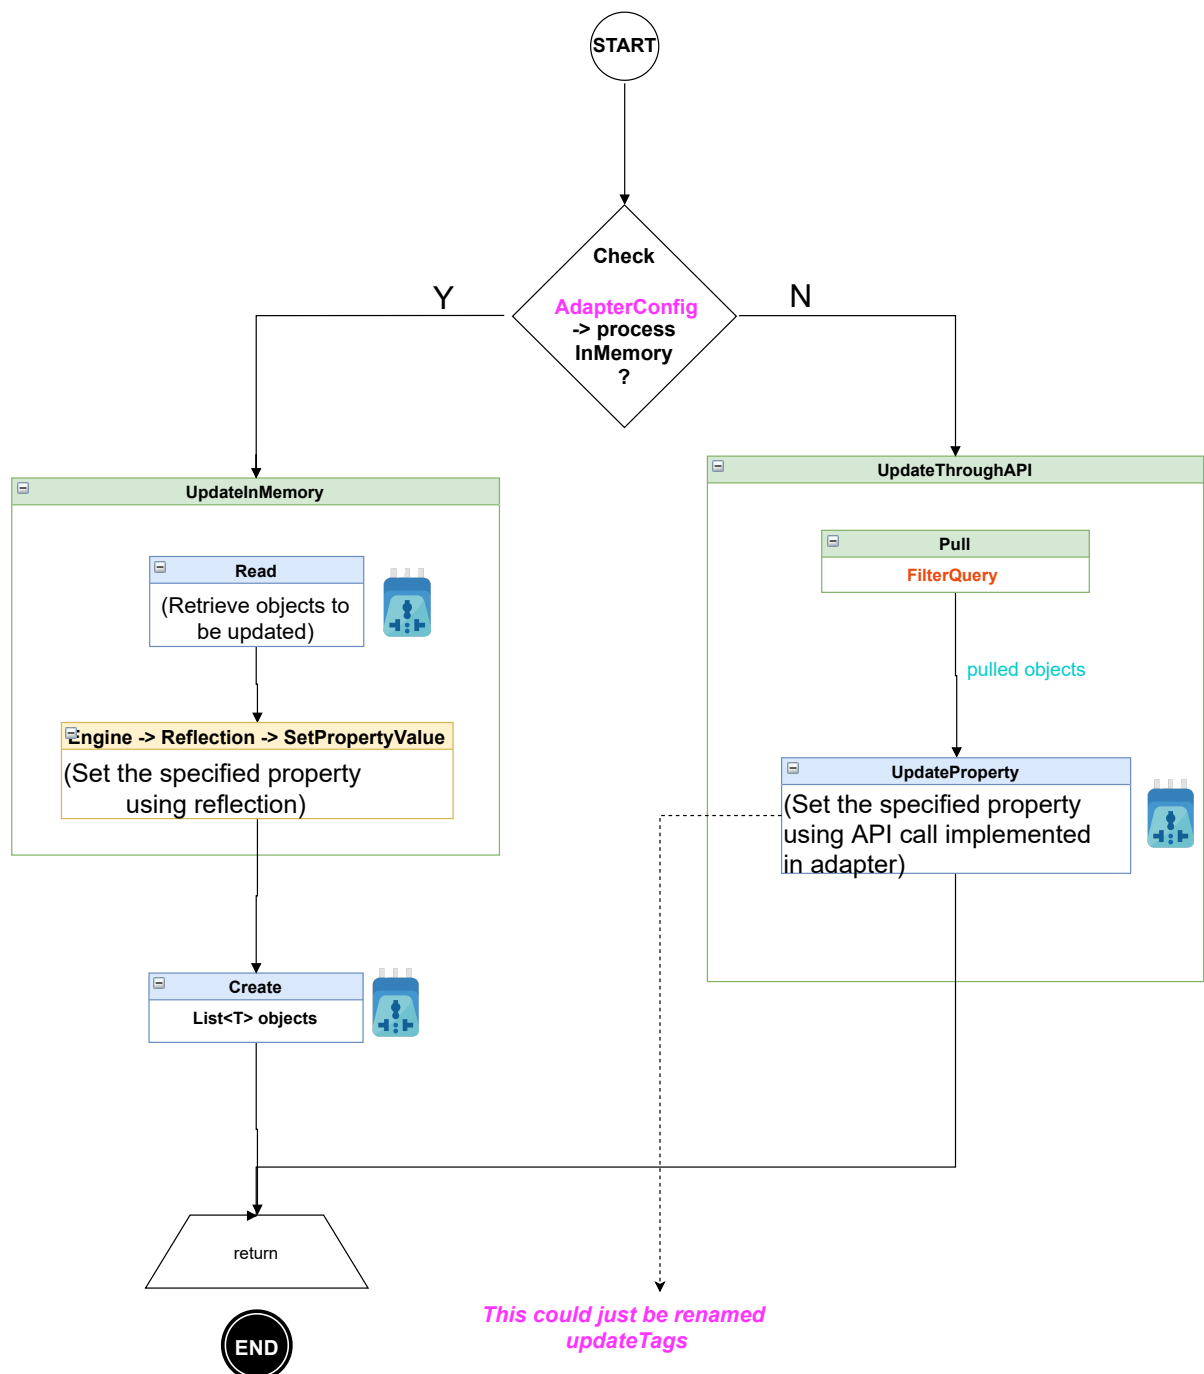 START
Check
AdapterConfig
-> process
InMemory
?
Y
N
UpdateInMemory
Read
(Retrieve objects to
be updated)
Engine -> Reflection -> SetPropertyValue
(Set the specified property
using reflection)
Create
List<T> objects
UpdateThroughAPI
Pull
FilterQuery
pulled objects
UpdateProperty
(Set the specified property
using API call implemented
in adapter)
return
END
This could just be renamed
updateTags